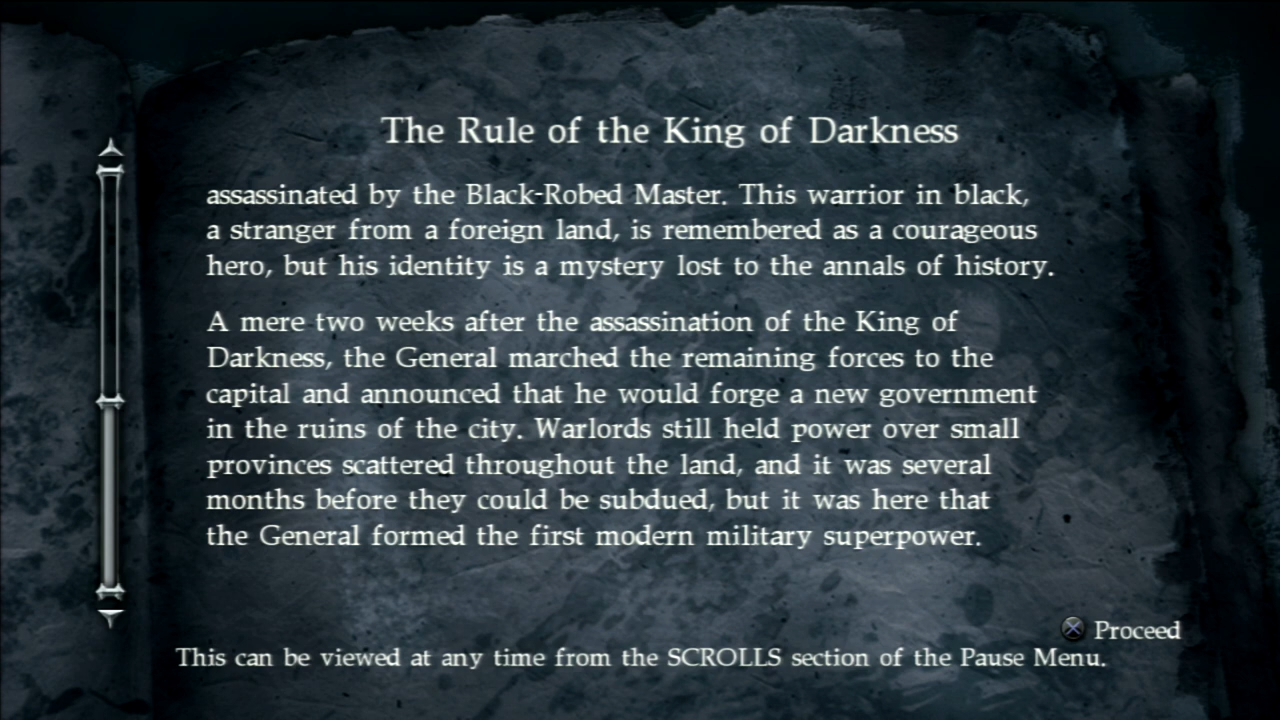 The Rule of the King of Darkness
assassinated by the Black-Robed Master. This warrior in black,
a stranger from a foreign land, is remembered as a courageous
hero, but his identity is a mystery lost to the annals of history.
A mere two weeks after the assassination of the King of
Darkness, the General marched the remaining forces to the
capital and announced that he would forge a new government
in the ruins of the city. Warlords still held power over small
provinces scattered throughout the land, and it was several
months before they could be subdued, but it was here that
the General formed the first modern military superpower.
Proceed
This can be viewed at any time from the SCROLLS section of the Pause Menu.